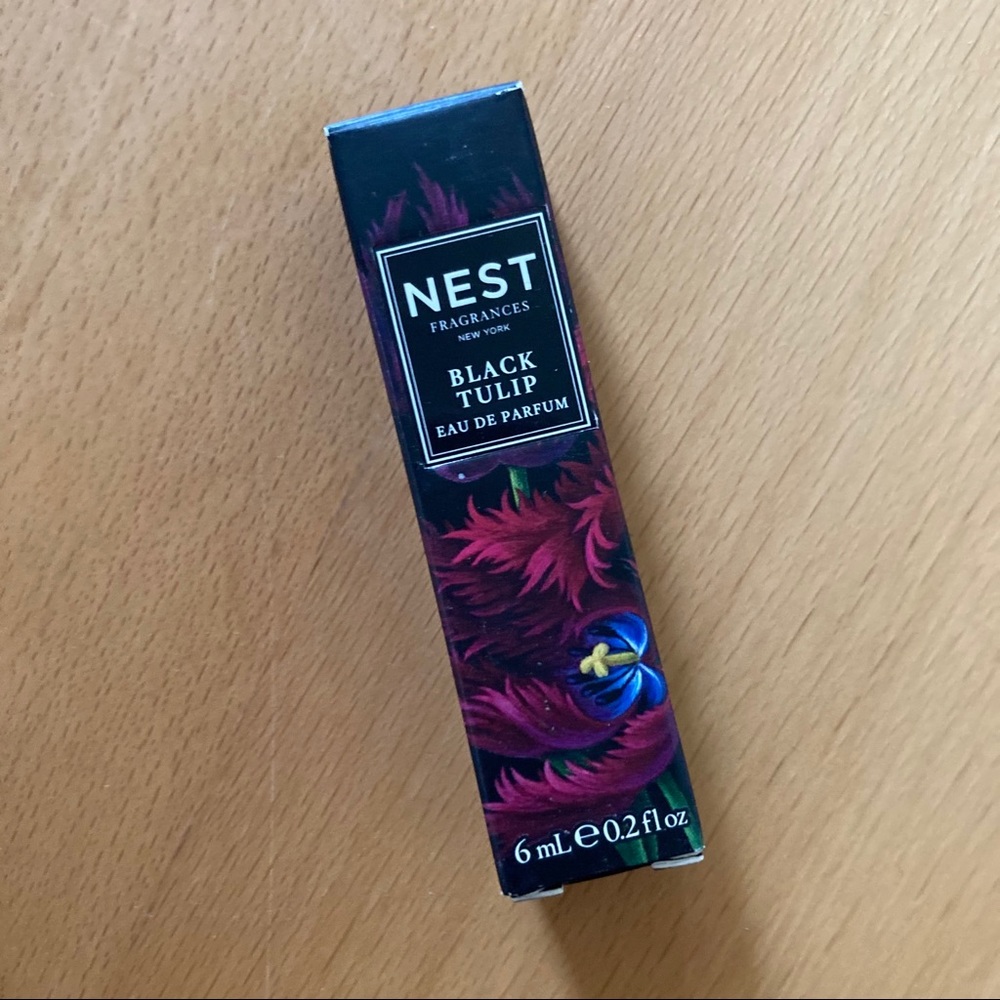 NEST
FRAGRANCES
NEW YORK
BLACK
TULIP
EAU DE PARFUM
6 mL ℮ 0.2 fl oz